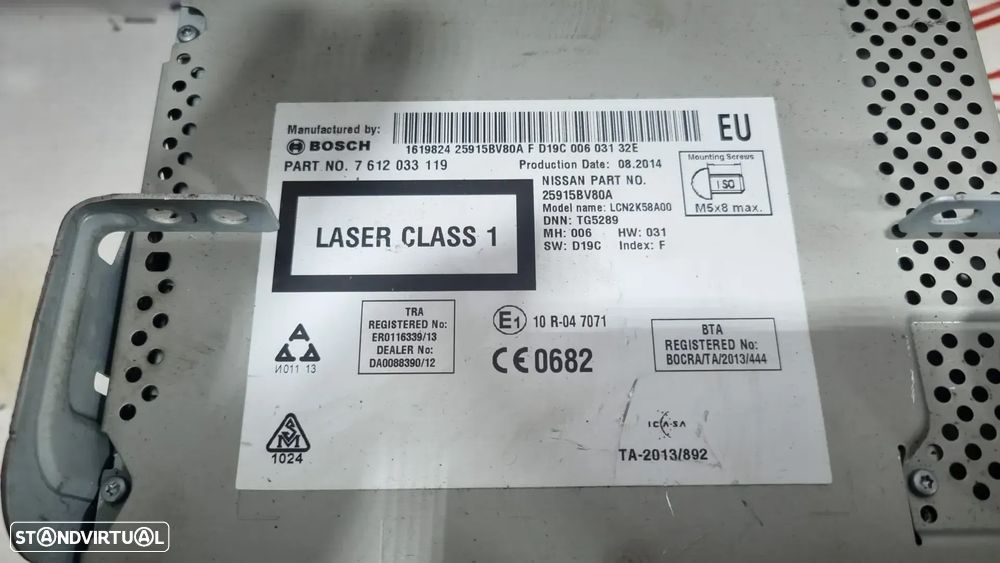 Manufactured by:
BOSCH
1619824 25915BV80A F D19C 006 031 32E
EU
PART NO. 7 612 033 119
Production Date: 08.2014
LASER CLASS 1
NISSAN PART NO.
25915BV80A
Model name: LCN2K58A00
DNN: TG5289
MH: 006 HW: 031
SW: D19C Index: F
Mounting Screws
ISO
M5x8 max.
TRA
REGISTERED No:
ER0116339/13
DEALER No:
DA0088390/12
E1 10 R-04 7071
CE 0682
BTA
REGISTERED No:
BOCRA/TA/2013/444
И011 13
1024
ICASA
TA-2013/892
STANDVIRTUAL